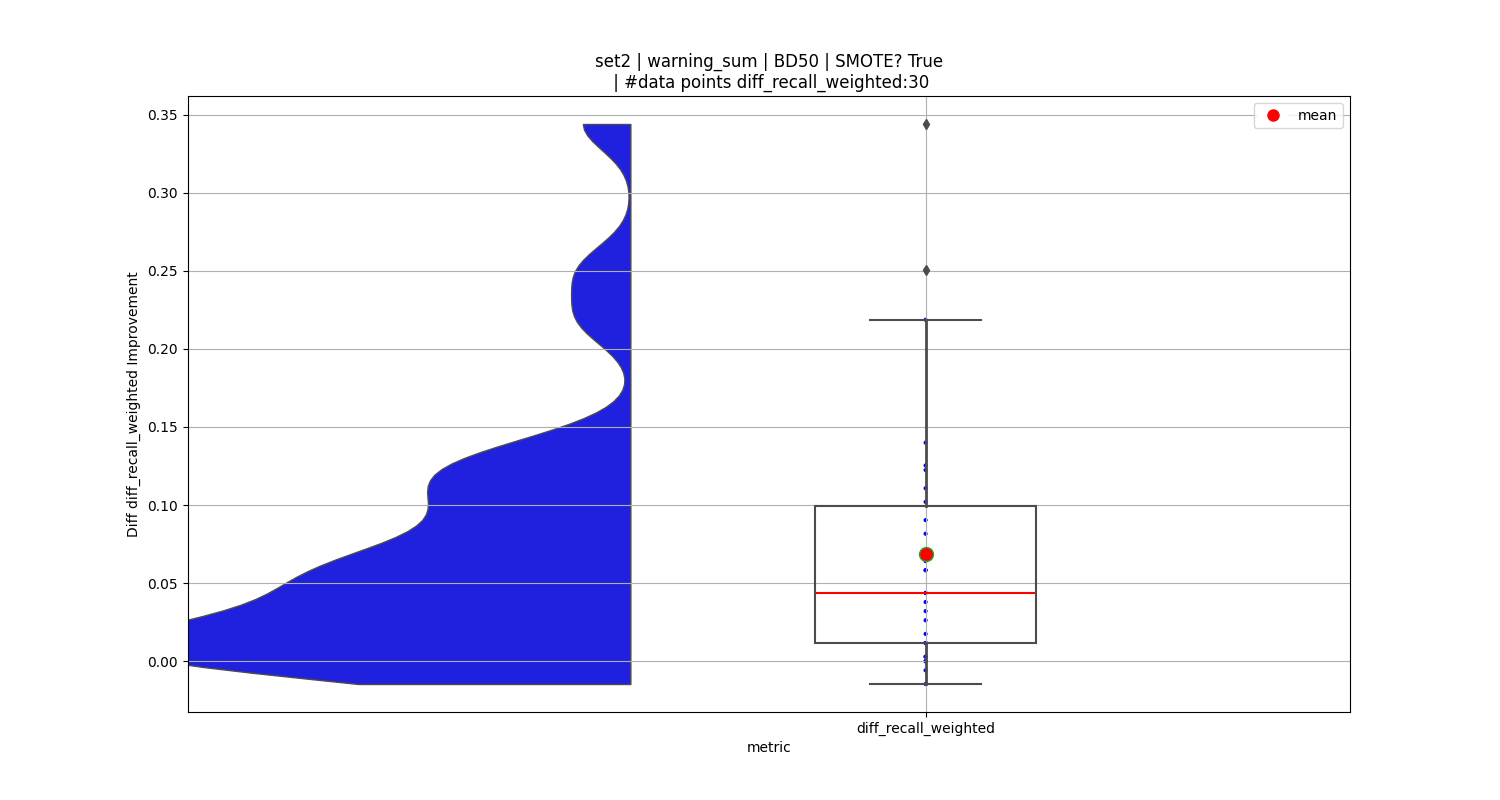 set2 | warning_sum | BD50 | SMOTE? True
| #data points diff_recall_weighted:30
mean
0.35
0.30
0.25
0.20
0.15
0.10
0.05
0.00
Diff diff_recall_weighted Improvement
diff_recall_weighted
metric